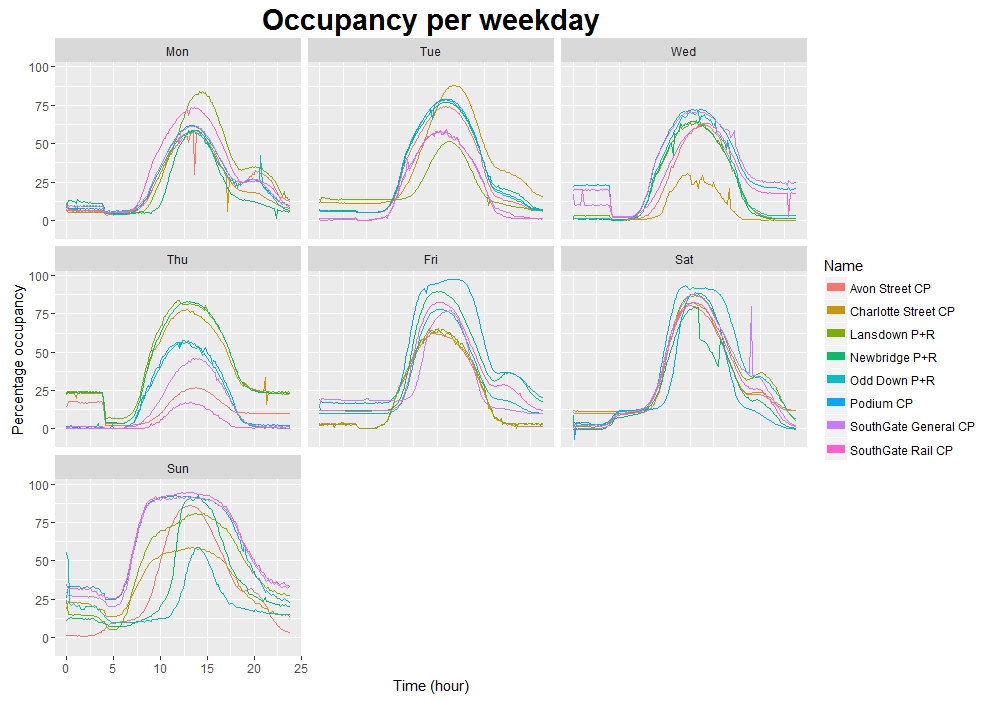 Occupancy per weekday
Mon Tue Wed
100
75
50
25
0
Thu Fri Sat
100
75
50
25
0
Sun
100
75
50
25
0
0 5 10 15 20 25
Time (hour)
Percentage occupancy
Name
Avon Street CP
Charlotte Street CP
Lansdown P+R
Newbridge P+R
Odd Down P+R
Podium CP
SouthGate General CP
SouthGate Rail CP